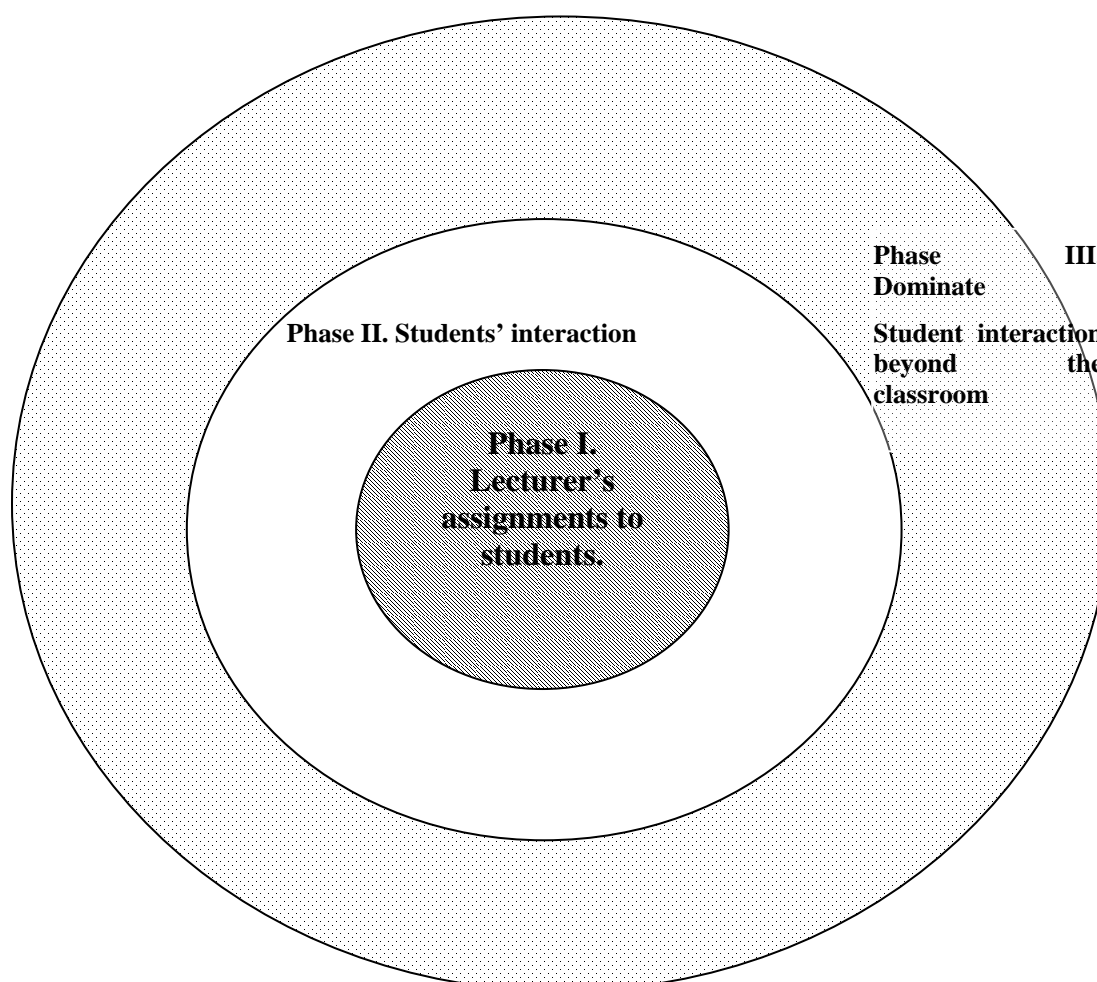 Phase III
Dominate
Student interaction
beyond the
classroom
Phase II. Students’ interaction
Phase I.
Lecturer’s
assignments to
students.